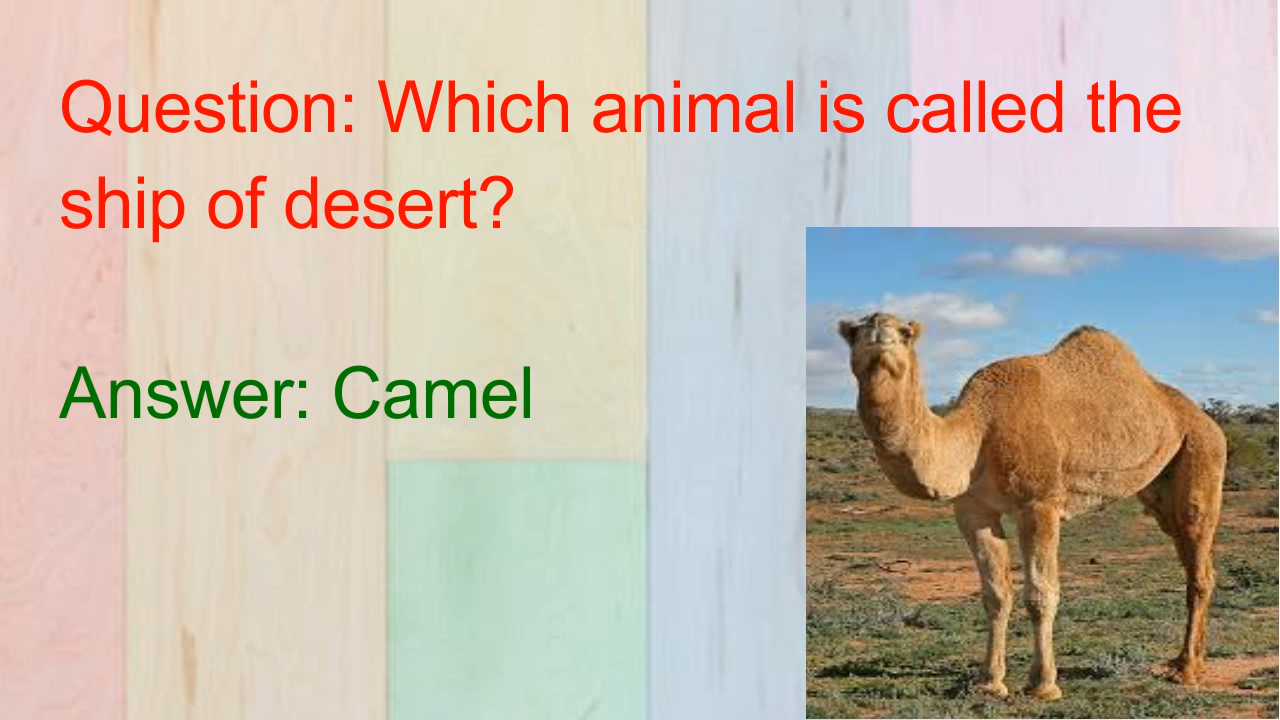 Question: Which animal is called the
ship of desert?
Answer: Camel